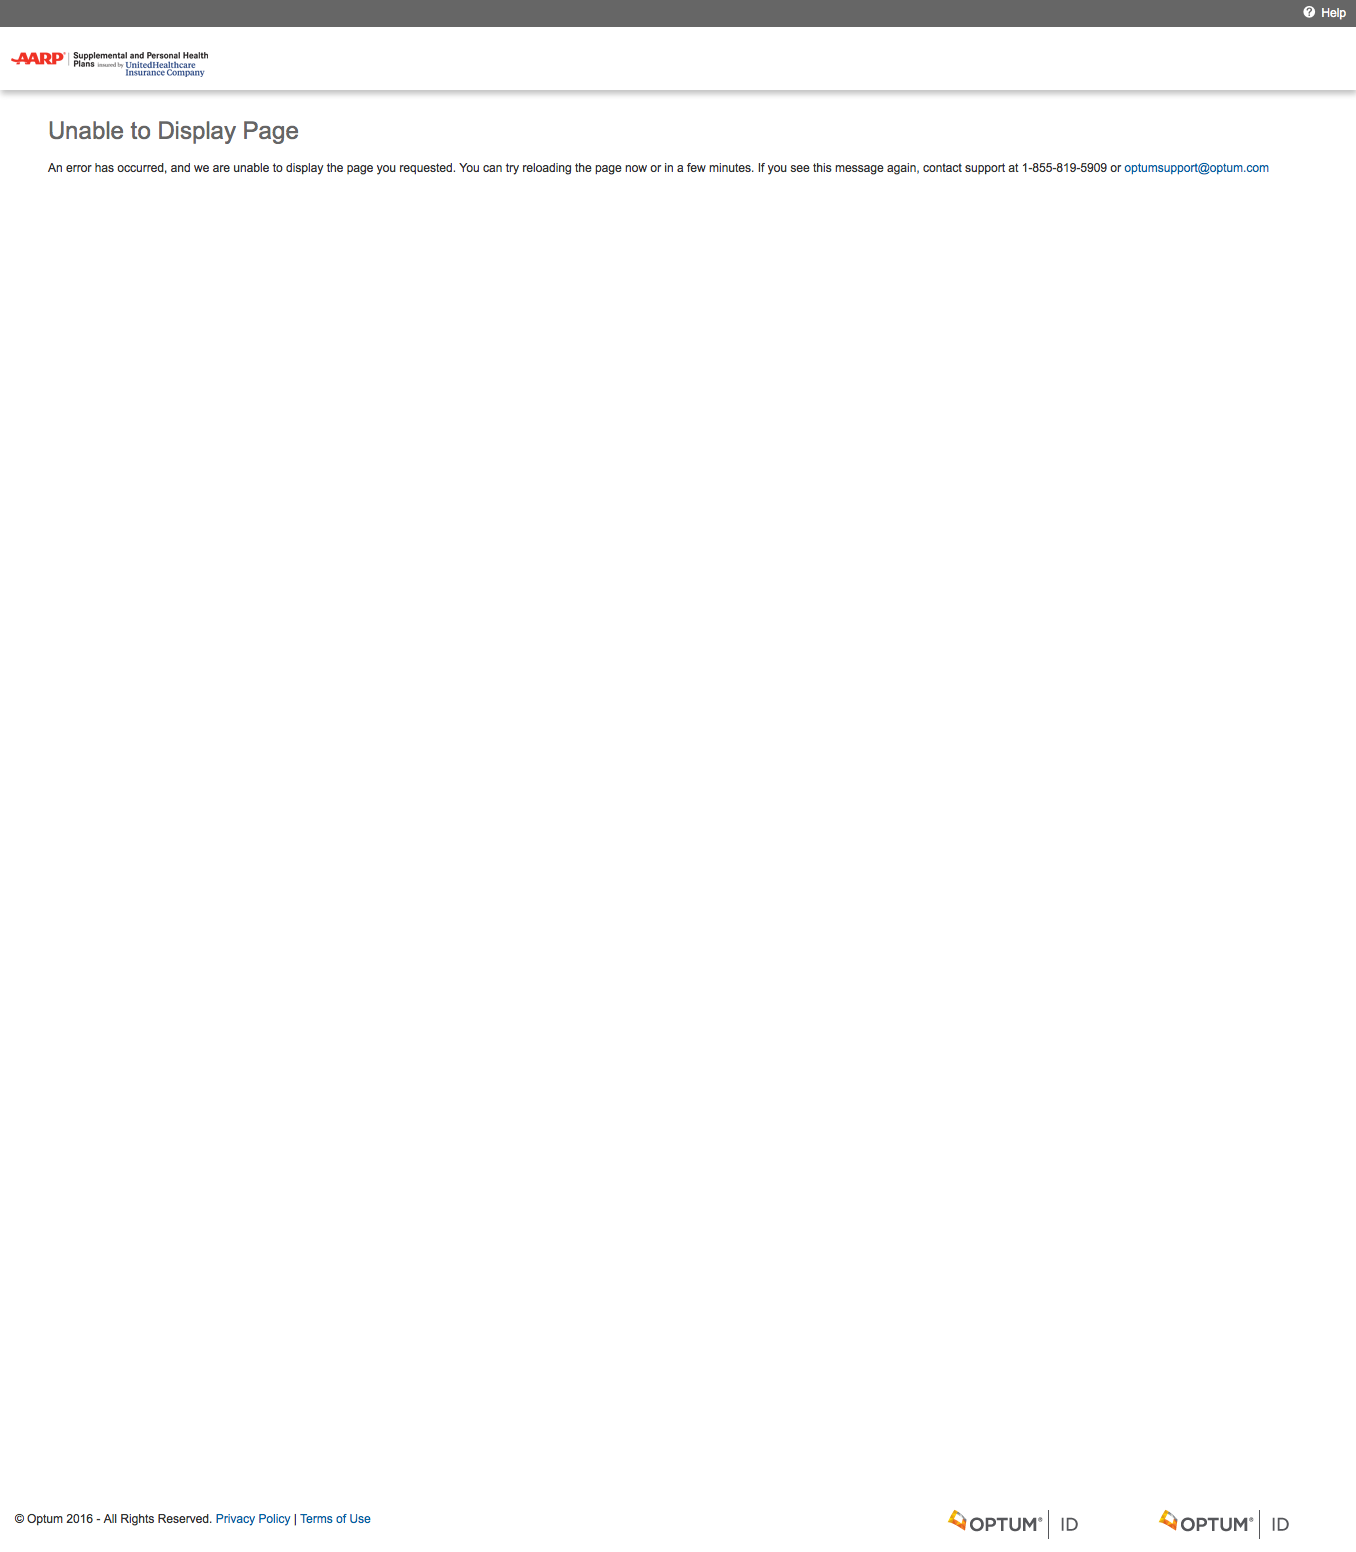 Help
AARP® Supplemental and Personal Health
Plans insured by UnitedHealthcare
Insurance Company
Unable to Display Page
An error has occurred, and we are unable to display the page you requested. You can try reloading the page now or in a few minutes. If you see this message again, contact support at 1-855-819-5909 or optumsupport@optum.com
© Optum 2016 - All Rights Reserved. Privacy Policy | Terms of Use
OPTUM® | ID
OPTUM® | ID